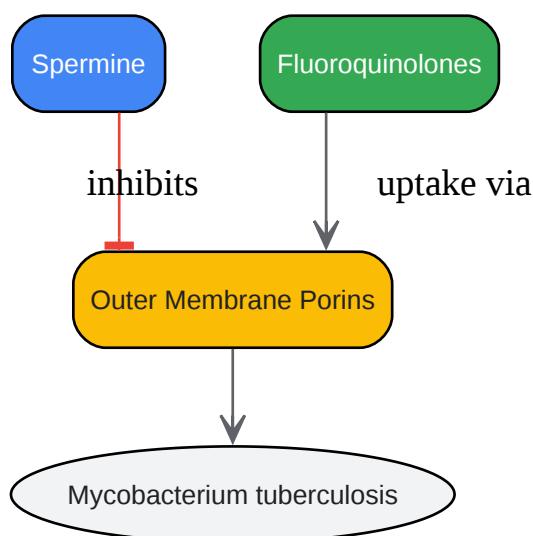 Spermine
Fluoroquinolones
inhibits
uptake via
Outer Membrane Porins
Mycobacterium tuberculosis